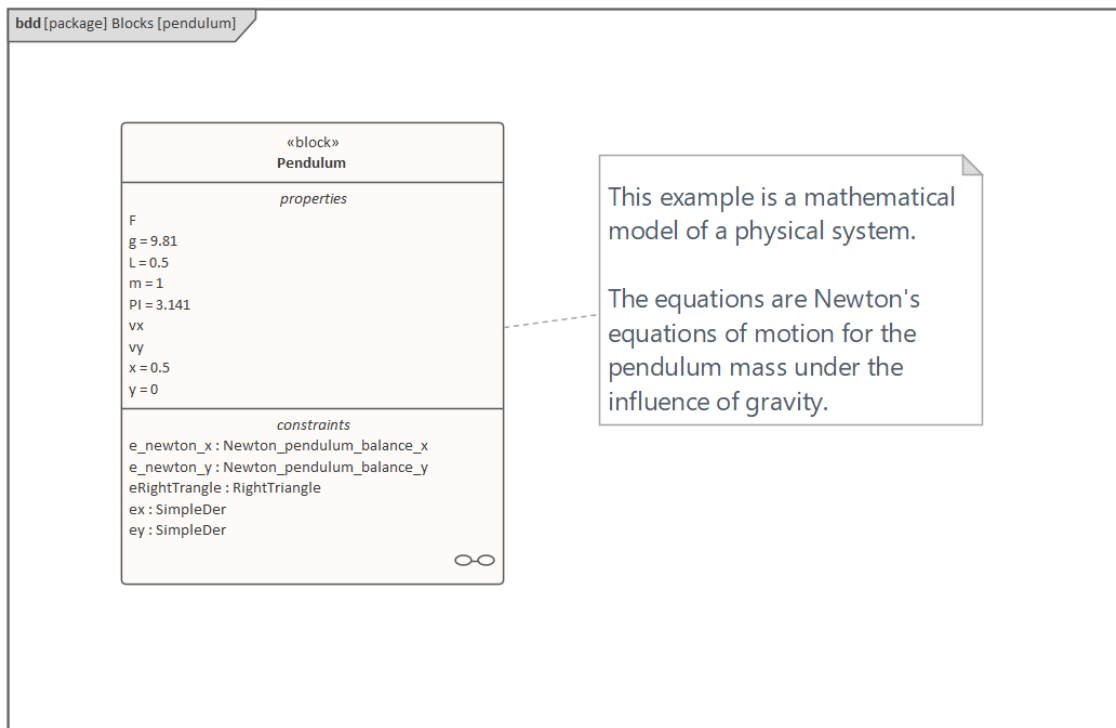 bdd [package] Blocks [pendulum]
«block»
Pendulum
properties
F
g = 9.81
L = 0.5
m = 1
PI = 3.141
vx
vy
x = 0.5
y = 0
constraints
e_newton_x : Newton_pendulum_balance_x
e_newton_y : Newton_pendulum_balance_y
eRightTrangle : RightTriangle
ex : SimpleDer
ey : SimpleDer
This example is a mathematical
model of a physical system.
The equations are Newton's
equations of motion for the
pendulum mass under the
influence of gravity.